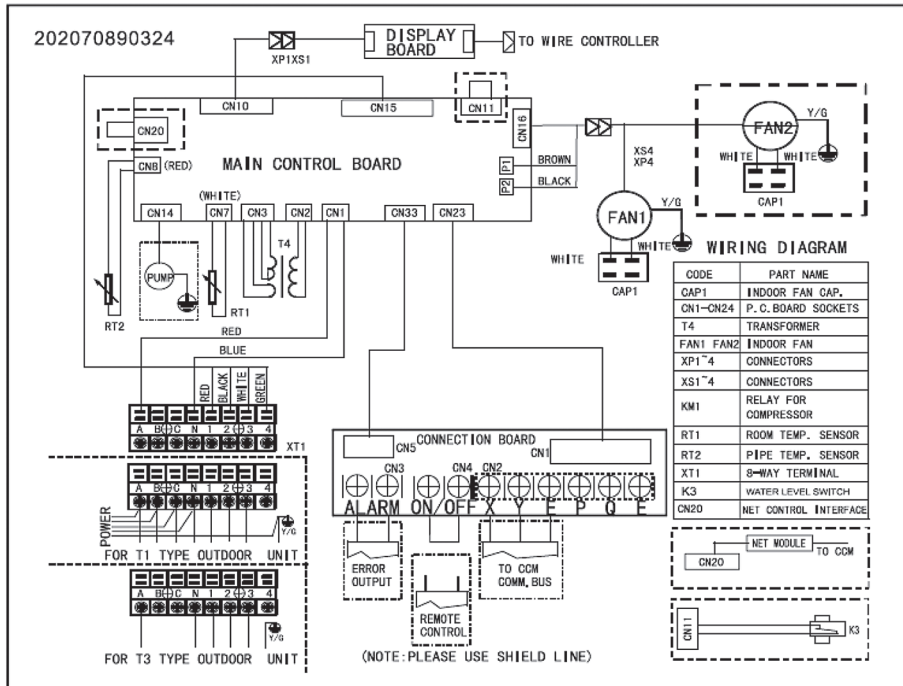 202070890324
XP1XS1
DISPLAY
BOARD
TO WIRE CONTROLLER
CN10
CN15
CN11
CN20
CN16
CN8 (RED)
MAIN CONTROL BOARD
P1
BROWN
P2
BLACK
XS4
XP4
FAN2
Y/G
WHITE
WHITE
CAP1
(WHITE)
CN14
CN7
CN3
CN2
CN1
CN33
CN23
FAN1
Y/G
WHITE
WHITE
CAP1
T4
PUMP
RT2
RT1
RED
BLUE
RED
BLACK
WHITE
GREEN
A B C N 1 2 3 4
XT1
A B C N 1 2 3 4
POWER
Y/G
FOR T1 TYPE OUTDOOR UNIT
A B C N 1 2 3 4
Y/G
FOR T3 TYPE OUTDOOR UNIT
CONNECTION BOARD
CN5
CN1
CN3
CN4
CN2
ALARM ON/OFF X Y E P Q E
ERROR
OUTPUT
REMOTE
CONTROL
TO CCM
COMM.BUS
(NOTE:PLEASE USE SHIELD LINE)
WIRING DIAGRAM
CODE PART NAME
CAP1 INDOOR FAN CAP.
CN1-CN24 P.C.BOARD SOCKETS
T4 TRANSFORMER
FAN1 FAN2 INDOOR FAN
XP1~4 CONNECTORS
XS1~4 CONNECTORS
KM1 RELAY FOR
COMPRESSOR
RT1 ROOM TEMP. SENSOR
RT2 PIPE TEMP. SENSOR
XT1 8-WAY TERMINAL
K3 WATER LEVEL SWITCH
CN20 NET CONTROL INTERFACE
NET MODULE
TO CCM
CN20
CN11
K3